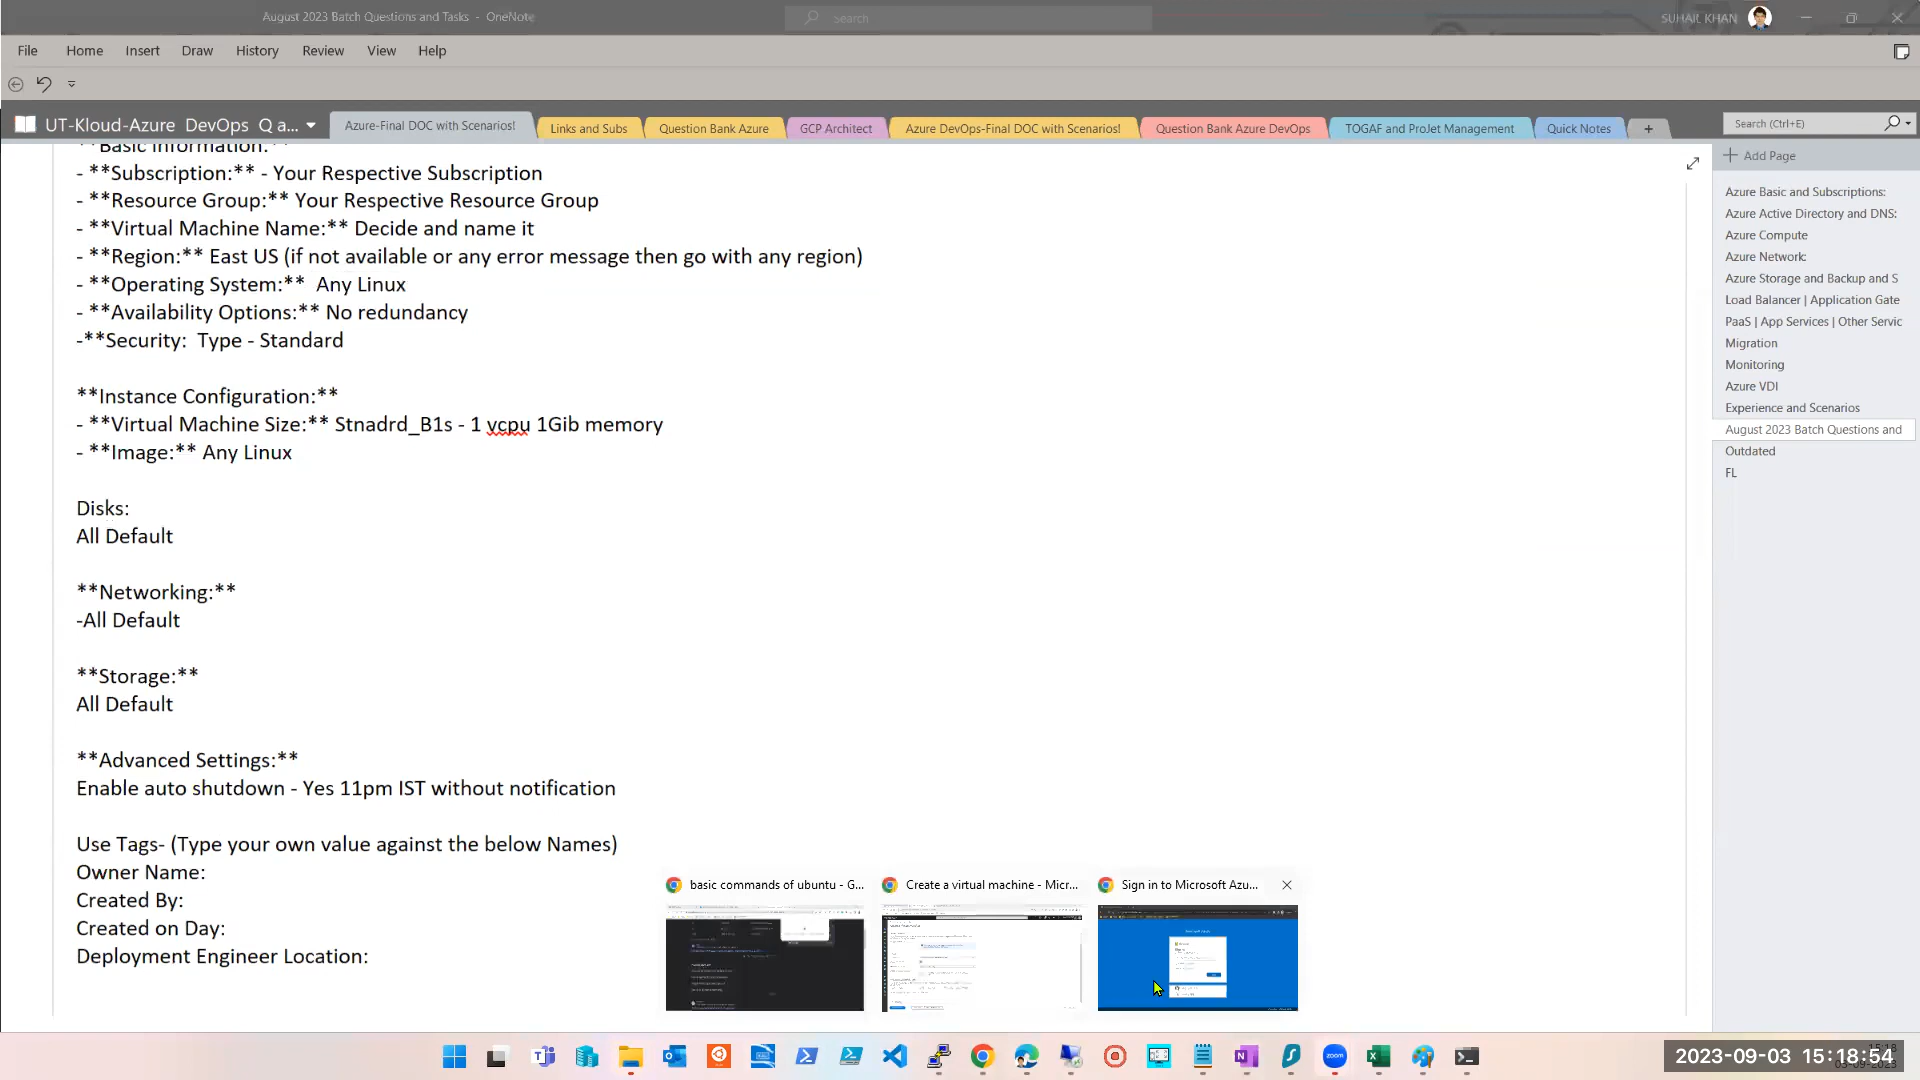 August 2023 Batch Questions and Tasks - OneNote
Search
SUHAIL KHAN
File Home Insert Draw History Review View Help
UT-Kloud-Azure DevOps Q a...
Azure-Final DOC with Scenarios!
Links and Subs
Question Bank Azure
GCP Architect
Azure DevOps-Final DOC with Scenarios!
Question Bank Azure DevOps
TOGAF and ProJet Management
Quick Notes
+
Search (Ctrl+E)
**Basic Information:**
- **Subscription:** - Your Respective Subscription
- **Resource Group:** Your Respective Resource Group
- **Virtual Machine Name:** Decide and name it
- **Region:** East US (if not available or any error message then go with any region)
- **Operating System:** Any Linux
- **Availability Options:** No redundancy
-**Security: Type - Standard
**Instance Configuration:**
- **Virtual Machine Size:** Stnadrd_B1s - 1 vcpu 1Gib memory
- **Image:** Any Linux
Disks:
All Default
**Networking:**
-All Default
**Storage:**
All Default
**Advanced Settings:**
Enable auto shutdown - Yes 11pm IST without notification
Use Tags- (Type your own value against the below Names)
Owner Name:
Created By:
Created on Day:
Deployment Engineer Location:
Add Page
Azure Basic and Subscriptions:
Azure Active Directory and DNS:
Azure Compute
Azure Network:
Azure Storage and Backup and S
Load Balancer | Application Gate
PaaS | App Services | Other Servic
Migration
Monitoring
Azure VDI
Experience and Scenarios
August 2023 Batch Questions and
Outdated
FL
basic commands of ubuntu - G...
Create a virtual machine - Micr...
Sign in to Microsoft Azu...
zoom
2023-09-03 15:18:54